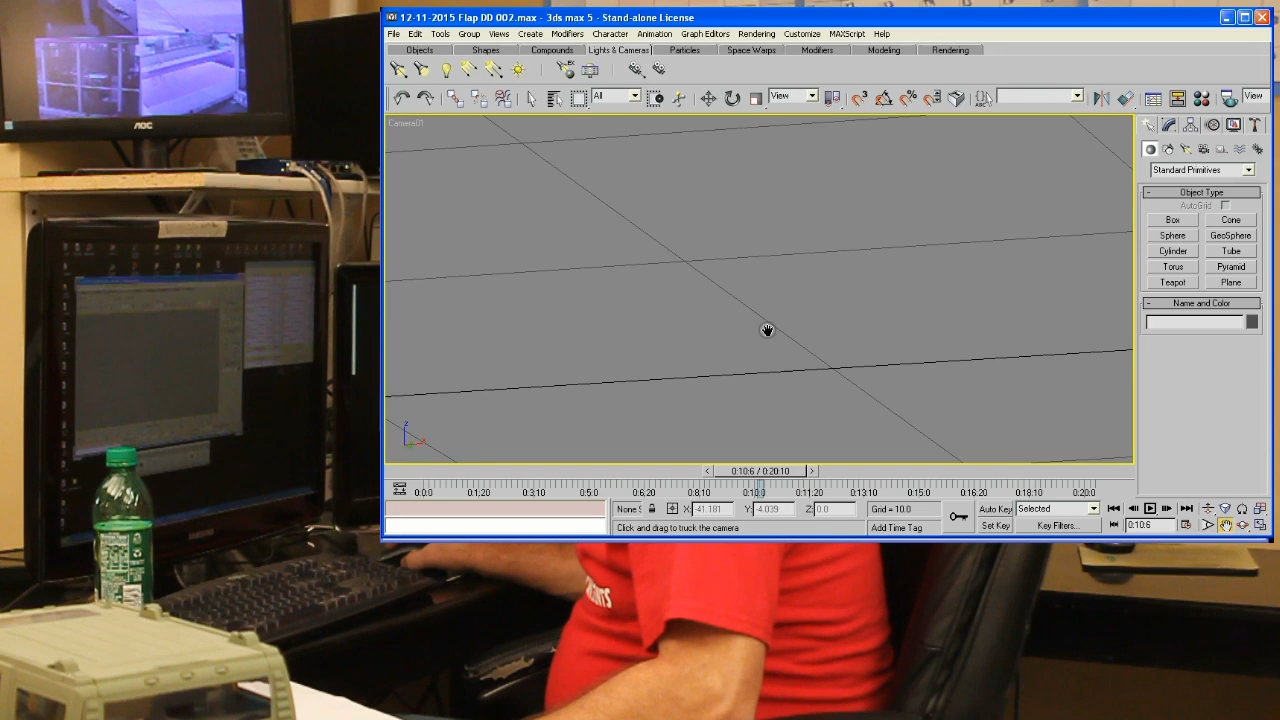 12-11-2015 Flap DD 002.max - 3ds max 5 - Stand-alone License
File Edit Tools Group Views Create Modifiers Character Animation Graph Editors Rendering Customize MAXScript Help
Objects Shapes Compounds Lights & Cameras Particles Space Warps Modifiers Modeling Rendering
All View View
Camera01
Standard Primitives
- Object Type
AutoGrid
Box Cone
Sphere GeoSphere
Cylinder Tube
Torus Pyramid
Teapot Plane
- Name and Color
z
x
< 0:10:6 / 0:20:10 >
0:0:0 0:1:20 0:3:10 0:5:0 0:6:20 0:8:10 0:10:0 0:11:20 0:13:10 0:15:0 0:16:20 0:18:10 0:20:0
None S X: -41.181 Y: -4.039 Z: 0.0 Grid = 10.0 Auto Key Selected
Click and drag to truck the camera Add Time Tag Set Key Key Filters... 0:10:6
AOC